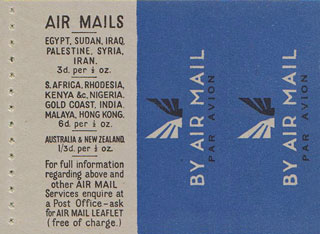 AIR MAILS
EGYPT, SUDAN, IRAQ,
PALESTINE, SYRIA,
IRAN.
3d. per ½ oz.
S. AFRICA, RHODESIA,
KENYA &c, NIGERIA.
GOLD COAST, INDIA.
MALAYA, HONG KONG.
6d. per ½ oz.
AUSTRALIA & NEW ZEALAND.
1/3d. per ½ oz.
For full information
regarding above and
other AIR MAIL
Services enquire at
a Post Office - ask
for AIR MAIL LEAFLET
(free of charge.)
BY AIR MAIL
PAR AVION
BY AIR MAIL
PAR AVION